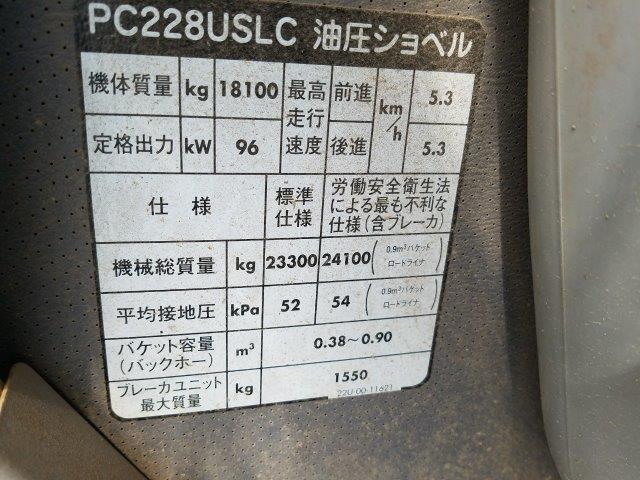 PC228USLC 油圧ショベル
機体質量 kg 18100 最高走行速度 前進 km/h 5.3
定格出力 kW 96 後進 5.3
仕様 標準仕様 労働安全衛生法による最も不利な仕様(含ブレーカ)
機械総質量 kg 23300 24100 (0.9m³バケット ロードライナ)
平均接地圧 kPa 52 54 (0.9m³バケット ロードライナ)
バケット容量(バックホー) m³ 0.38～0.90
ブレーカユニット最大質量 kg 1550
22U-00-11621